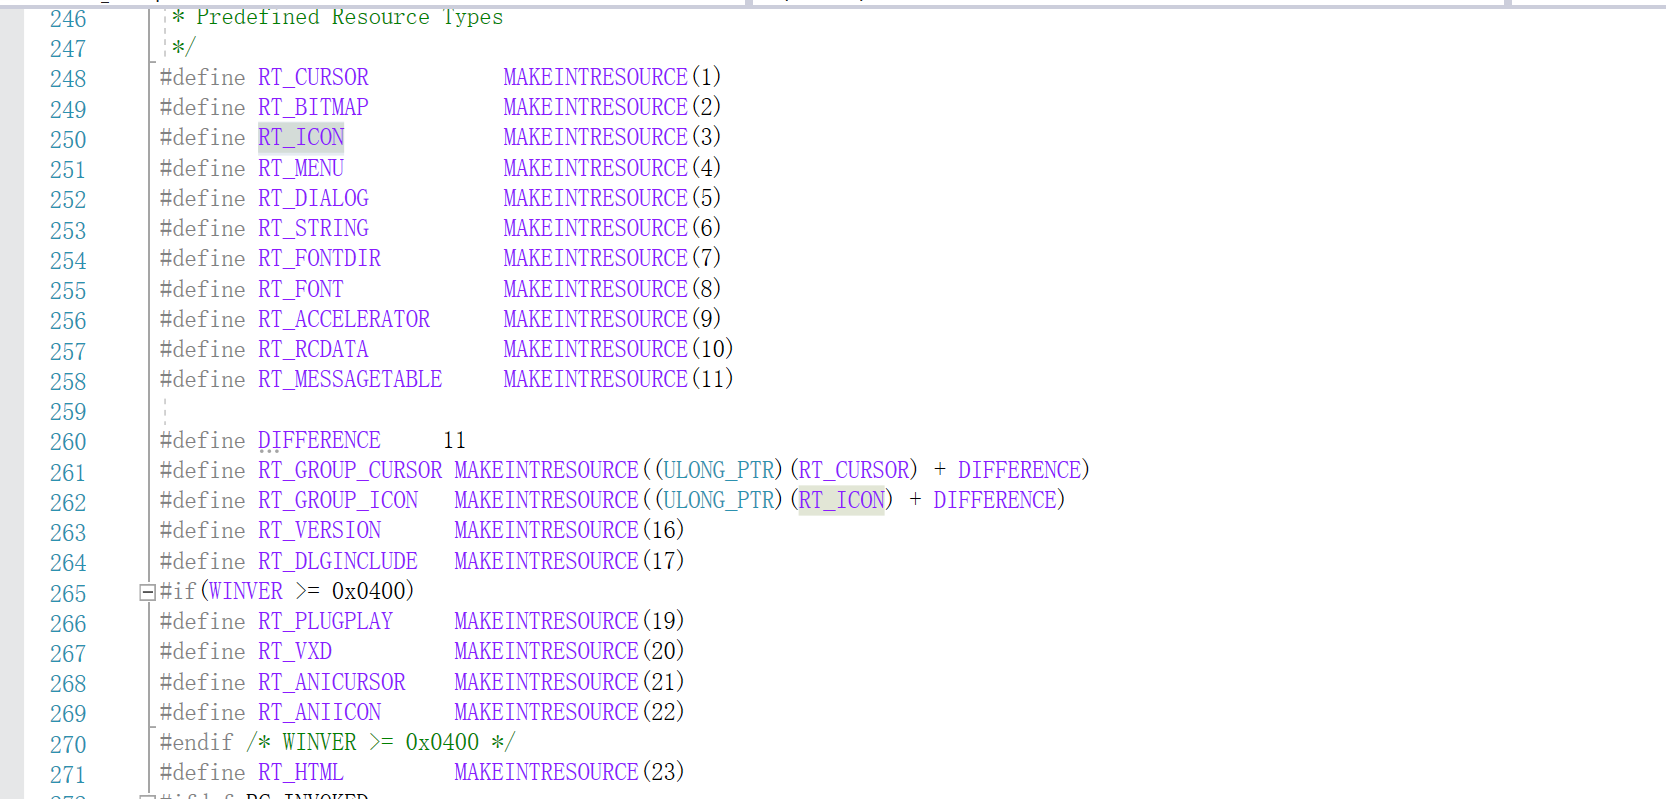 246 * Predefined Resource Types
247 */
248 #define RT_CURSOR MAKEINTRESOURCE(1)
249 #define RT_BITMAP MAKEINTRESOURCE(2)
250 #define RT_ICON MAKEINTRESOURCE(3)
251 #define RT_MENU MAKEINTRESOURCE(4)
252 #define RT_DIALOG MAKEINTRESOURCE(5)
253 #define RT_STRING MAKEINTRESOURCE(6)
254 #define RT_FONTDIR MAKEINTRESOURCE(7)
255 #define RT_FONT MAKEINTRESOURCE(8)
256 #define RT_ACCELERATOR MAKEINTRESOURCE(9)
257 #define RT_RCDATA MAKEINTRESOURCE(10)
258 #define RT_MESSAGETABLE MAKEINTRESOURCE(11)
259
260 #define DIFFERENCE 11
261 #define RT_GROUP_CURSOR MAKEINTRESOURCE((ULONG_PTR)(RT_CURSOR) + DIFFERENCE)
262 #define RT_GROUP_ICON MAKEINTRESOURCE((ULONG_PTR)(RT_ICON) + DIFFERENCE)
263 #define RT_VERSION MAKEINTRESOURCE(16)
264 #define RT_DLGINCLUDE MAKEINTRESOURCE(17)
265 #if(WINVER >= 0x0400)
266 #define RT_PLUGPLAY MAKEINTRESOURCE(19)
267 #define RT_VXD MAKEINTRESOURCE(20)
268 #define RT_ANICURSOR MAKEINTRESOURCE(21)
269 #define RT_ANIICON MAKEINTRESOURCE(22)
270 #endif /* WINVER >= 0x0400 */
271 #define RT_HTML MAKEINTRESOURCE(23)
272 #ifdef RC_INVOKED